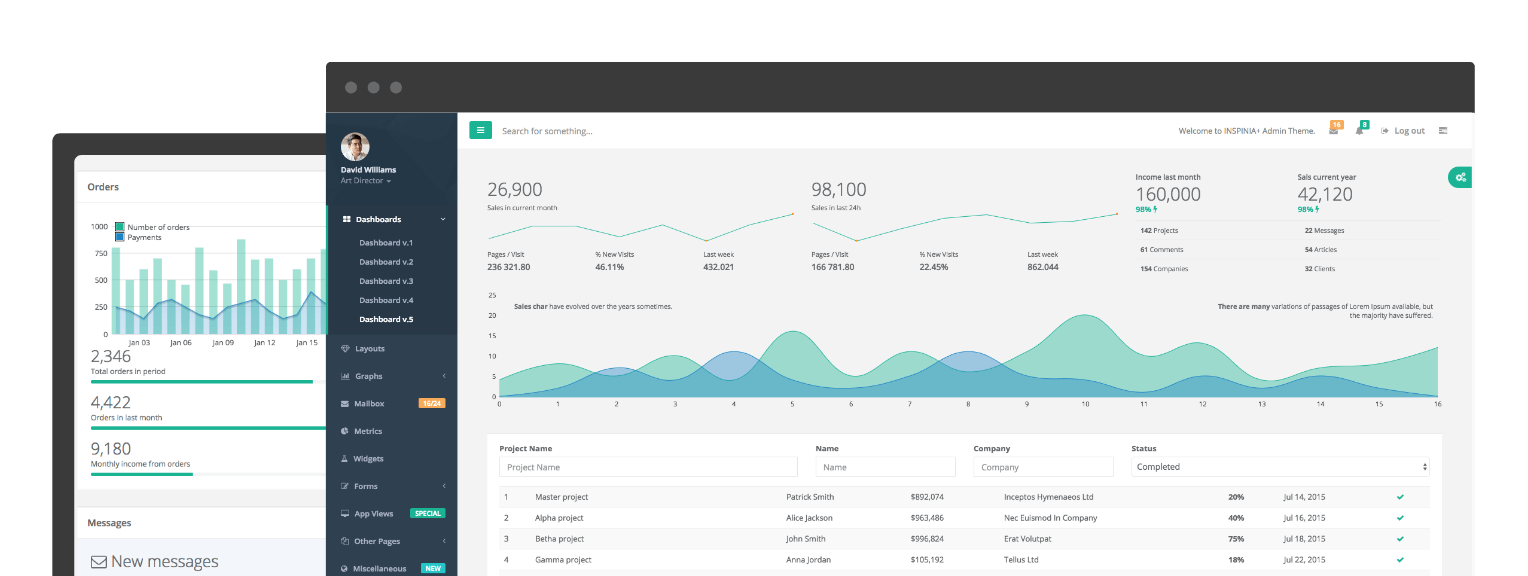 Orders
Number of orders
Payments
1000
750
500
250
0
Jan 03 Jan 06 Jan 09 Jan 12 Jan 15
2,346
Total orders in period
4,422
Orders in last month
9,180
Monthly income from orders
Messages
New messages
David Williams
Art Director
Dashboards
Dashboard v.1
Dashboard v.2
Dashboard v.3
Dashboard v.4
Dashboard v.5
Layouts
Graphs
Mailbox 16/24
Metrics
Widgets
Forms
App Views SPECIAL
Other Pages
Miscellaneous NEW
Search for something...
Welcome to INSPINIA+ Admin Theme. 16 8 Log out
26,900
Sales in current month
Pages / Visit % New Visits Last week
236 321.80 46.11% 432.021
98,100
Sales in last 24h
Pages / Visit % New Visits Last week
166 781.80 22.45% 862.044
Income last month Sals current year
160,000 42,120
98% 98%
142 Projects 22 Messages
61 Comments 54 Articles
154 Companies 32 Clients
Sales char have evolved over the years sometimes.
There are many variations of passages of Lorem Ipsum available, but
the majority have suffered.
25
20
15
10
5
0
0 1 2 3 4 5 6 7 8 9 10 11 12 13 14 15 16
Project Name Name Company Status
Project Name Name Company Completed
1 Master project Patrick Smith $892,074 Inceptos Hymenaeos Ltd 20% Jul 14, 2015
2 Alpha project Alice Jackson $963,486 Nec Euismod In Company 40% Jul 16, 2015
3 Betha project John Smith $996,824 Erat Volutpat 75% Jul 18, 2015
4 Gamma project Anna Jordan $105,192 Tellus Ltd 18% Jul 22, 2015